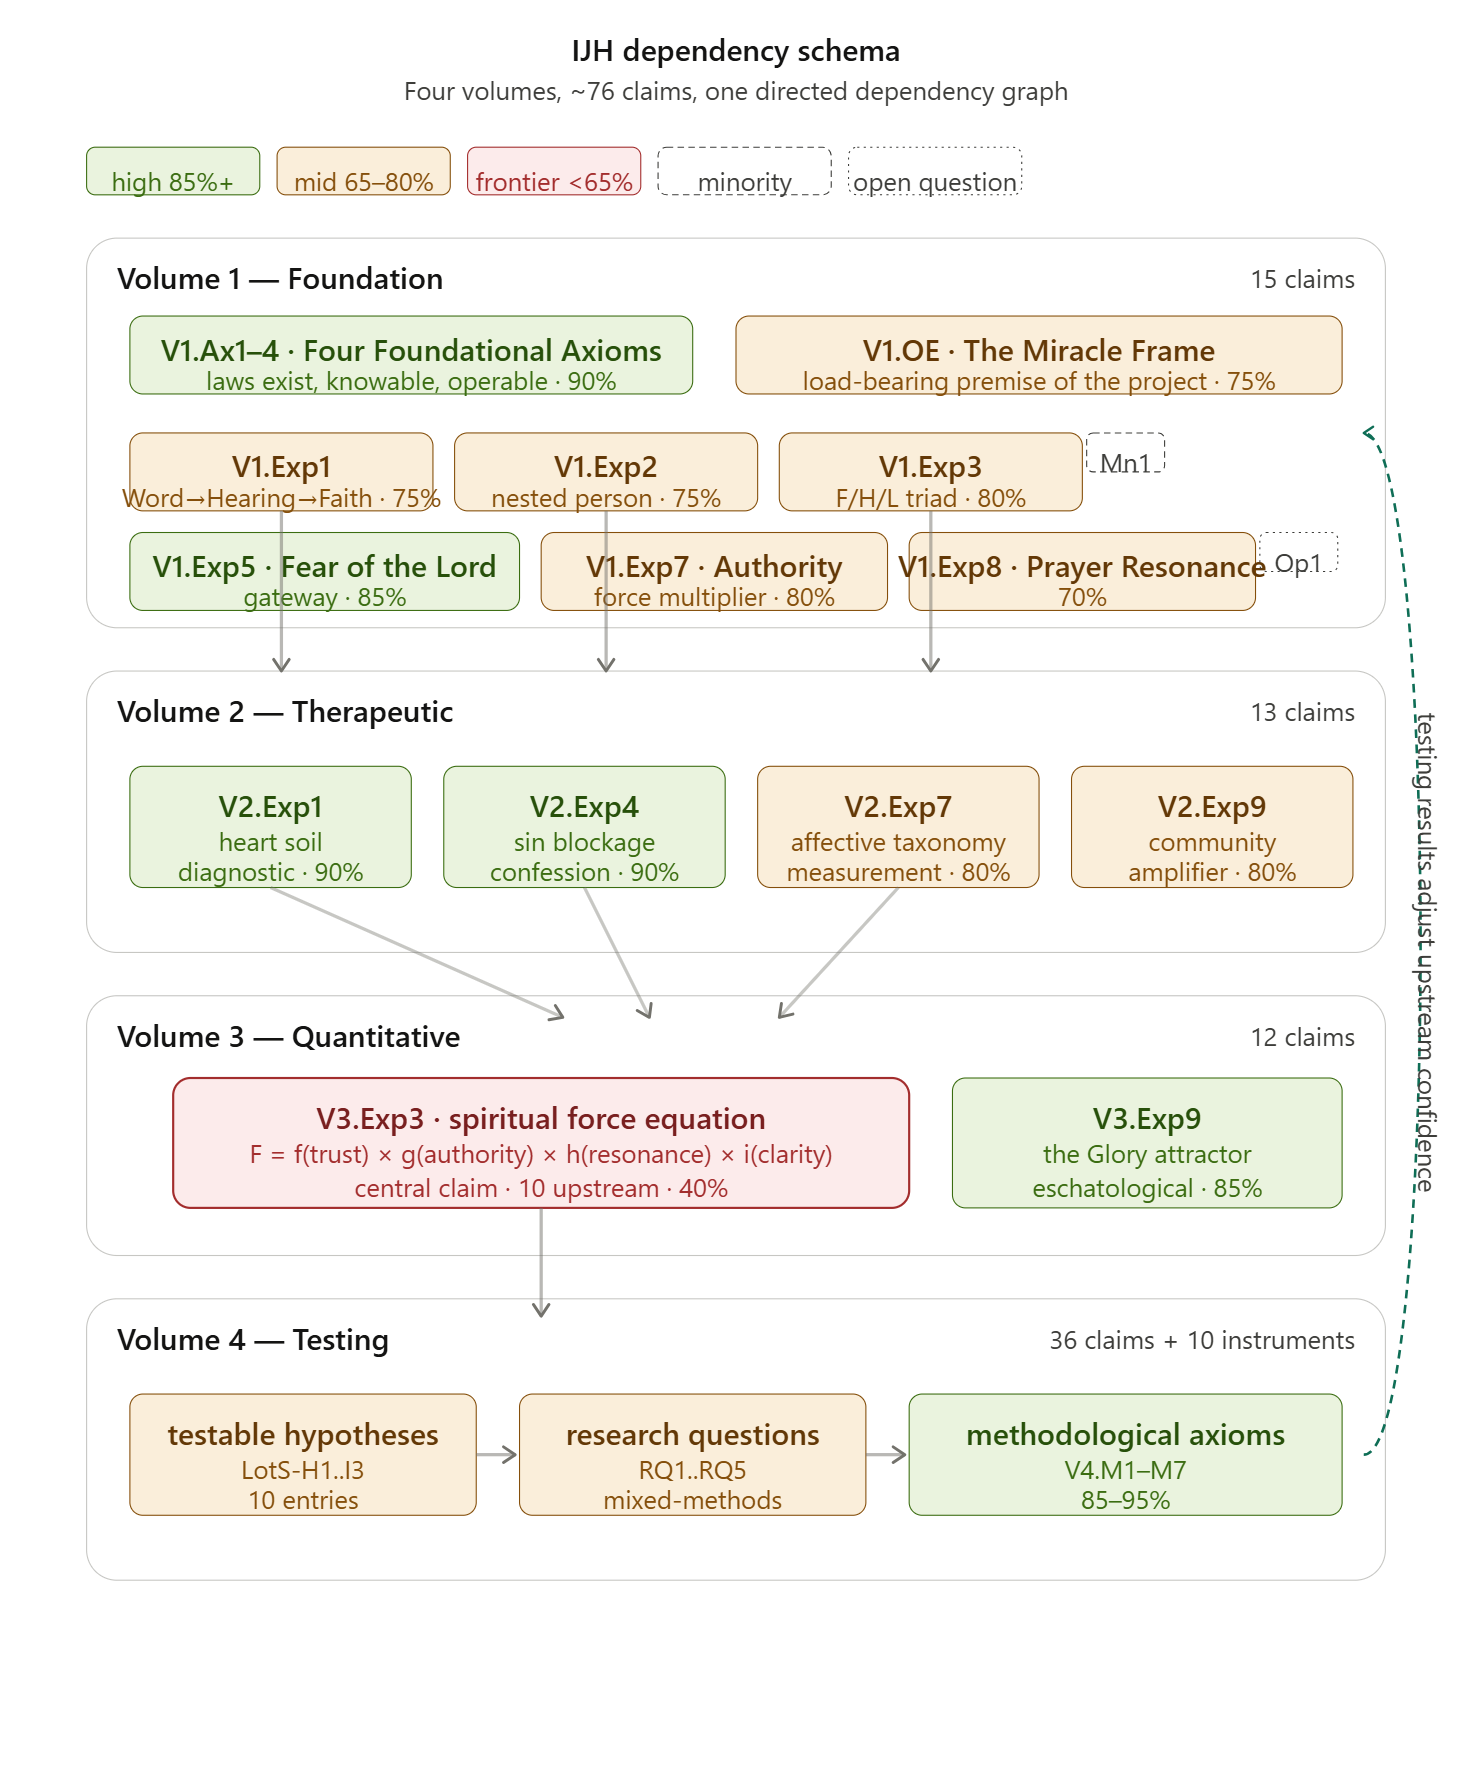 IJH dependency schema
Four volumes, ~76 claims, one directed dependency graph
high 85%+
mid 65–80%
frontier <65%
minority
open question
Volume 1 — Foundation
15 claims
V1.Ax1–4 · Four Foundational Axioms
laws exist, knowable, operable · 90%
V1.OE · The Miracle Frame
load-bearing premise of the project · 75%
V1.Exp1
Word→Hearing→Faith · 75%
V1.Exp2
nested person · 75%
V1.Exp3
F/H/L triad · 80%
Mn1
V1.Exp5 · Fear of the Lord
gateway · 85%
V1.Exp7 · Authority
force multiplier · 80%
V1.Exp8 · Prayer Resonance
70%
Op1
Volume 2 — Therapeutic
13 claims
V2.Exp1
heart soil
diagnostic · 90%
V2.Exp4
sin blockage
confession · 90%
V2.Exp7
affective taxonomy
measurement · 80%
V2.Exp9
community
amplifier · 80%
testing results adjust upstream confidence
Volume 3 — Quantitative
12 claims
V3.Exp3 · spiritual force equation
F = f(trust) × g(authority) × h(resonance) × i(clarity)
central claim · 10 upstream · 40%
V3.Exp9
the Glory attractor
eschatological · 85%
Volume 4 — Testing
36 claims + 10 instruments
testable hypotheses
LotS-H1..I3
10 entries
research questions
RQ1..RQ5
mixed-methods
methodological axioms
V4.M1–M7
85–95%